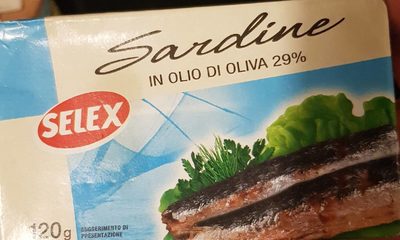 Sardine
IN OLIO DI OLIVA 29%
SELEX
120g
SUGGERIMENTO DI
PRESENTAZIONE